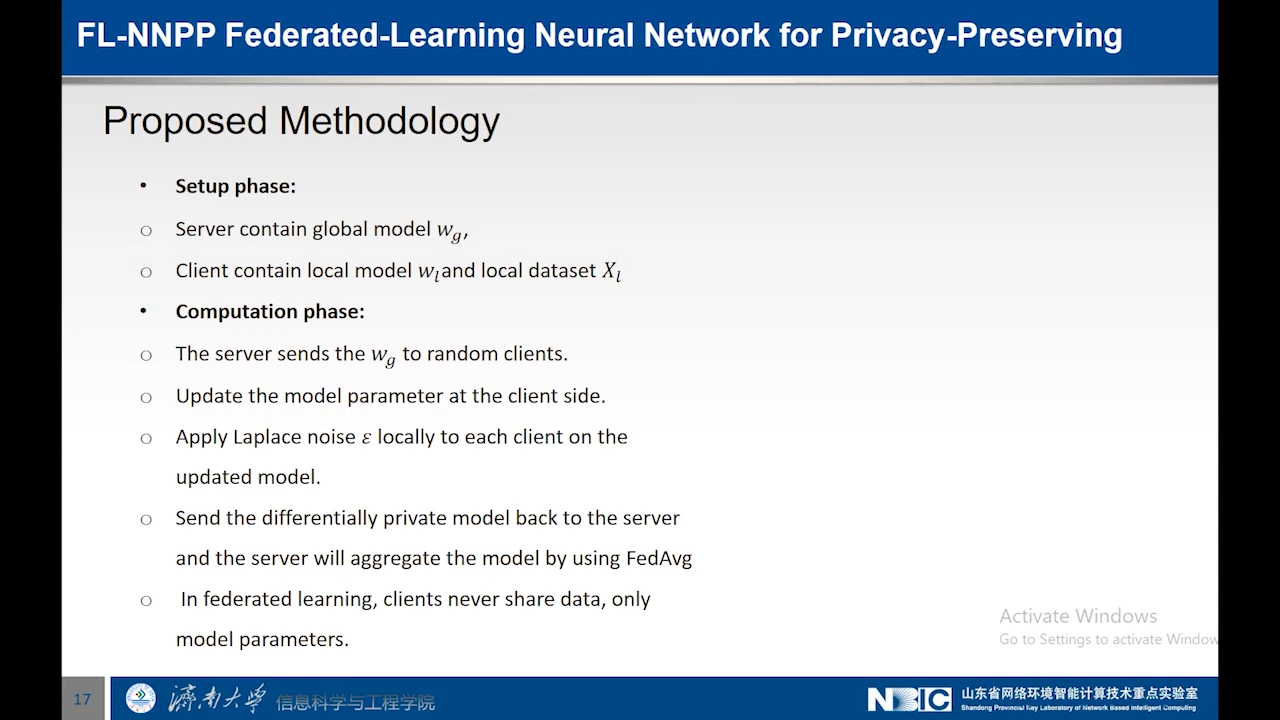 FL-NNPP Federated-Learning Neural Network for Privacy-Preserving
Proposed Methodology
• Setup phase:
o Server contain global model w_g,
o Client contain local model w_l and local dataset X_l
• Computation phase:
o The server sends the w_g to random clients.
o Update the model parameter at the client side.
o Apply Laplace noise ε locally to each client on the
updated model.
o Send the differentially private model back to the server
and the server will aggregate the model by using FedAvg
o In federated learning, clients never share data, only
model parameters.
Activate Windows
Go to Settings to activate Window
17
濟南大學
信息科学与工程学院
NBIC
山东省网络环境智能计算技术重点实验室
Shandong Provincial Key Laboratory of Network Based Intelligent Computing